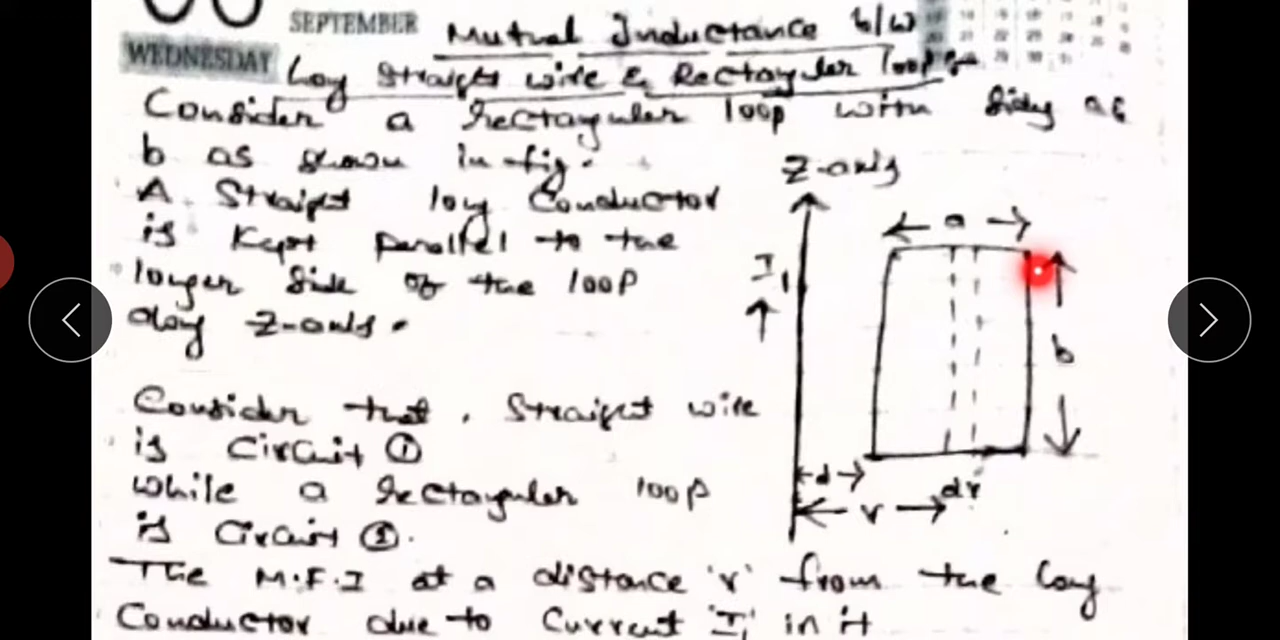 SEPTEMBER
WEDNESDAY
Mutual Inductance b/w
Long Straight wire & Rectangular loop :-
Consider a rectangular loop with sides a &
b as shown in fig.
A Straight long Conductor
is Kept parallel to the
longer side of the loop
along Z-axis.
Consider that, Straight wire
is Circuit ①
while a rectangular loop
is Circuit ②.
The M.F.I at a distance 'r' from the long
Conductor due to Current 'I1' in it
Z-axis
a
I1
b
d
dr
r